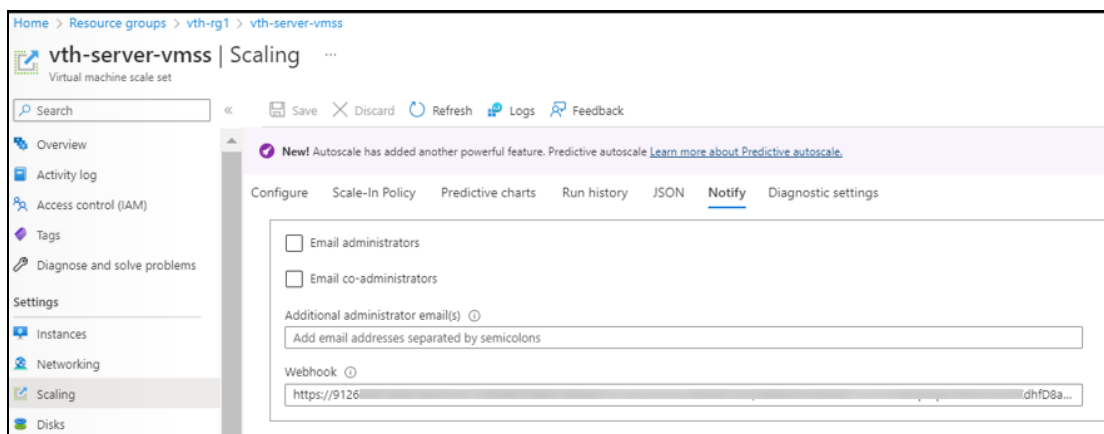 Home > Resource groups > vth-rg1 > vth-server-vmss
vth-server-vmss | Scaling ...
Virtual machine scale set
Search
«
Save
Discard
Refresh
Logs
Feedback
Overview
Activity log
Access control (IAM)
Tags
Diagnose and solve problems
Settings
Instances
Networking
Scaling
Disks
New! Autoscale has added another powerful feature. Predictive autoscale Learn more about Predictive autoscale.
Configure
Scale-In Policy
Predictive charts
Run history
JSON
Notify
Diagnostic settings
Email administrators
Email co-administrators
Additional administrator email(s)
Add email addresses separated by semicolons
Webhook
https://9126
dhfD8a...